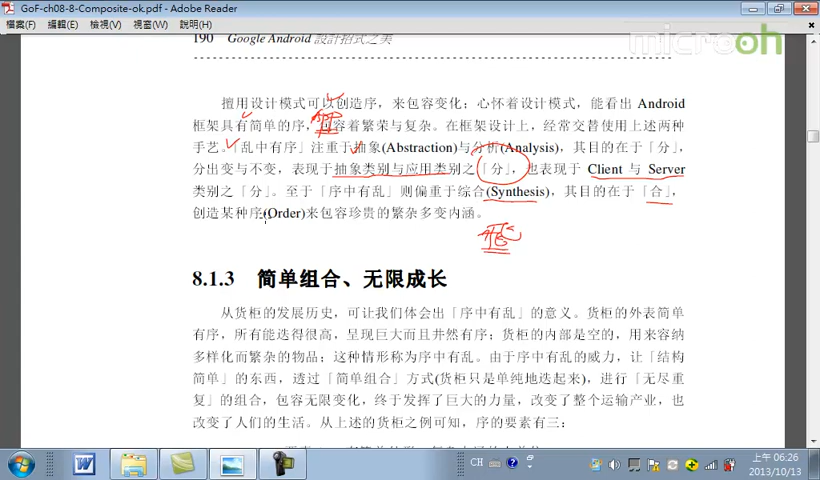 GoF-ch08-8-Composite-ok.pdf - Adobe Reader
檔案(F) 編輯(E) 檢視(V) 視窗(W) 說明(H)
microoh
190 Google Android 設計招式之美
擅用设计模式可以创造序，来包容变化；心怀着设计模式，能看出 Android
框架具有简单的序，包容着繁荣与复杂。在框架设计上，经常交替使用上述两种
手艺。「乱中有序」注重于抽象(Abstraction)与分析(Analysis)，其目的在于「分」，
分出变与不变，表现于抽象类别与应用类别之「分」，也表现于 Client 与 Server
类别之「分」。至于「序中有乱」则偏重于综合(Synthesis)，其目的在于「合」，
创造某种序(Order)来包容珍贵的繁杂多变内涵。
8.1.3 简单组合、无限成长
从货柜的发展历史，可让我们体会出「序中有乱」的意义。货柜的外表简单
有序，所有能迭得很高，呈现巨大而且井然有序；货柜的内部是空的，用来容纳
多样化而繁杂的物品；这种情形称为序中有乱。由于序中有乱的威力，让「结构
简单」的东西，透过「简单组合」方式(货柜只是单纯地迭起来)，进行「无尽重
复」的组合，包容无限变化，终于发挥了巨大的力量，改变了整个运输产业，也
改变了人们的生活。从上述的货柜之例可知，序的要素有三：
CH
上午 06:26
2013/10/13